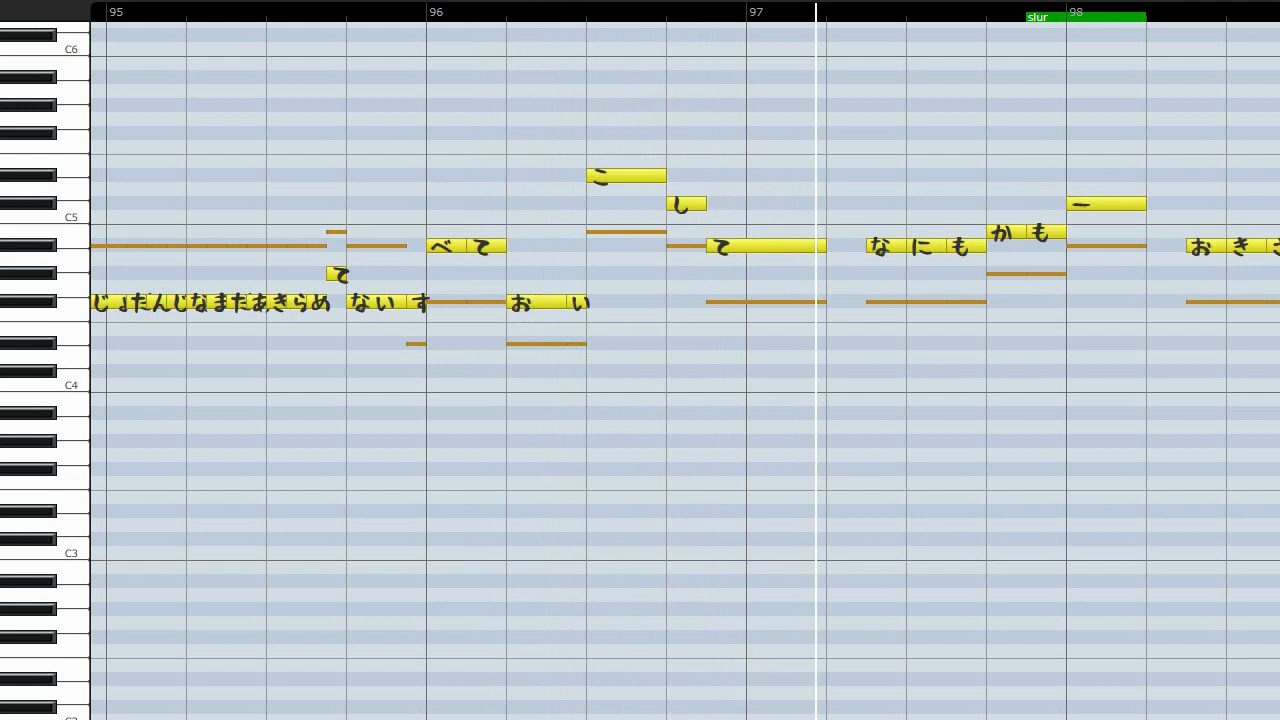 95 96 97 98
slur
C6
こ
し
C5 ー
かも
べて て なにも おきさ
て
じょだんじなまだあきらめ ないす お い
C4
C3